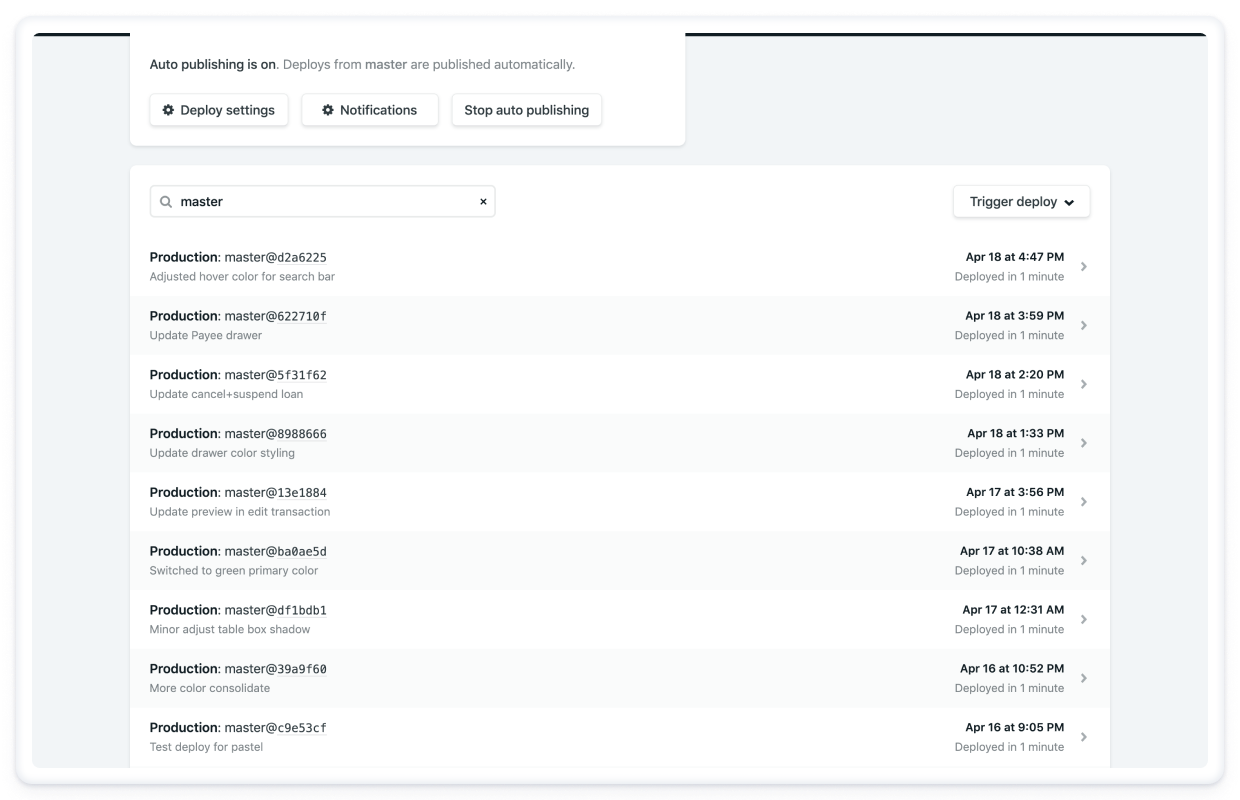 Auto publishing is on. Deploys from master are published automatically.
Deploy settings
Notifications
Stop auto publishing
master
×
Trigger deploy
Production: master@d2a6225
Apr 18 at 4:47 PM
Adjusted hover color for search bar
Deployed in 1 minute
Production: master@622710f
Apr 18 at 3:59 PM
Update Payee drawer
Deployed in 1 minute
Production: master@5f31f62
Apr 18 at 2:20 PM
Update cancel+suspend loan
Deployed in 1 minute
Production: master@8988666
Apr 18 at 1:33 PM
Update drawer color styling
Deployed in 1 minute
Production: master@13e1884
Apr 17 at 3:56 PM
Update preview in edit transaction
Deployed in 1 minute
Production: master@ba0ae5d
Apr 17 at 10:38 AM
Switched to green primary color
Deployed in 1 minute
Production: master@df1bdb1
Apr 17 at 12:31 AM
Minor adjust table box shadow
Deployed in 1 minute
Production: master@39a9f60
Apr 16 at 10:52 PM
More color consolidate
Deployed in 1 minute
Production: master@c9e53cf
Apr 16 at 9:05 PM
Test deploy for pastel
Deployed in 1 minute